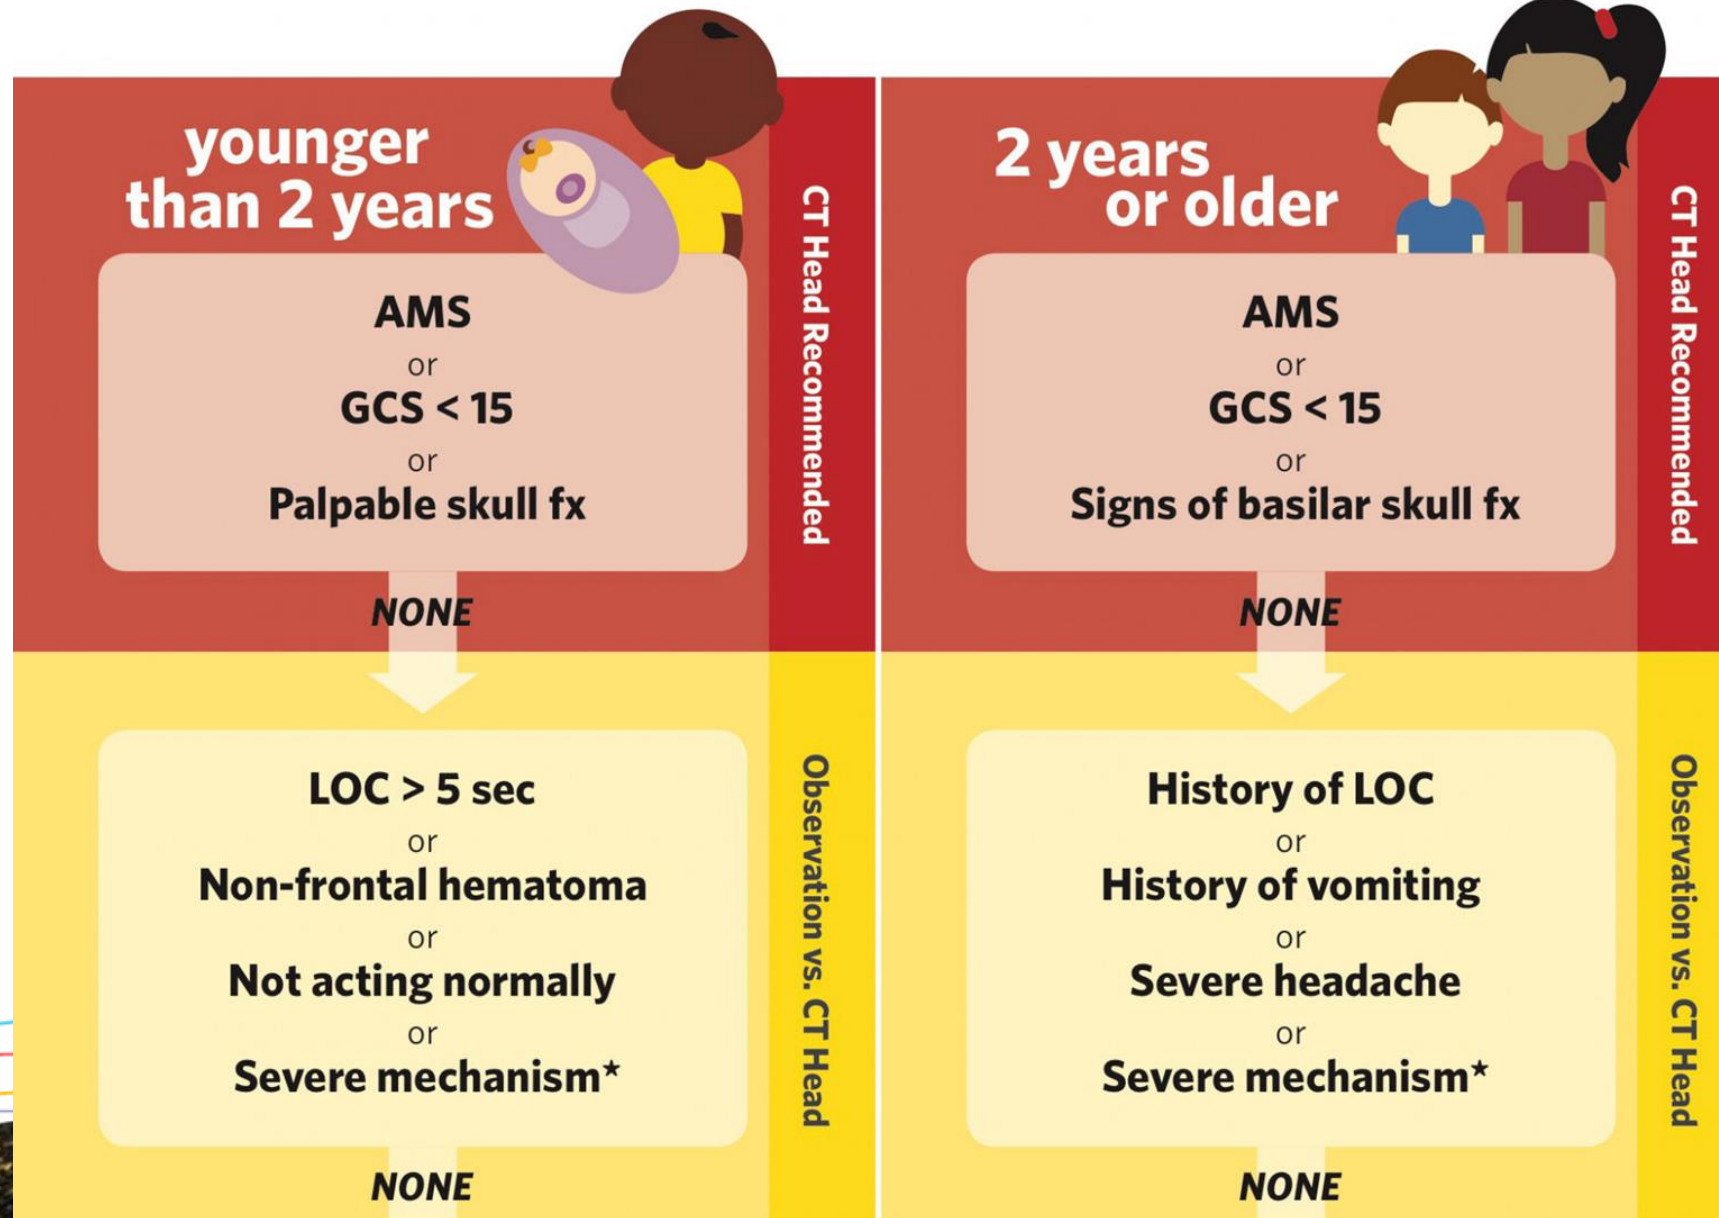 younger
than 2 years
CT Head Recommended
AMS
or
GCS < 15
or
Palpable skull fx
NONE
LOC > 5 sec
or
Non-frontal hematoma
or
Not acting normally
or
Severe mechanism*
Observation vs. CT Head
NONE
2 years
or older
CT Head Recommended
AMS
or
GCS < 15
or
Signs of basilar skull fx
NONE
History of LOC
or
History of vomiting
or
Severe headache
or
Severe mechanism*
Observation vs. CT Head
NONE